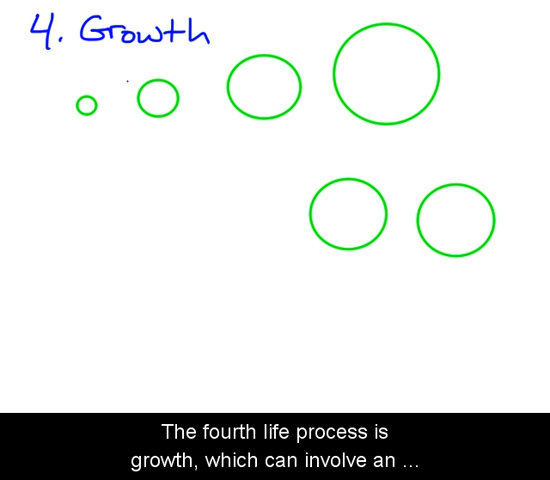 4. Growth
The fourth life process is
growth, which can involve an ...